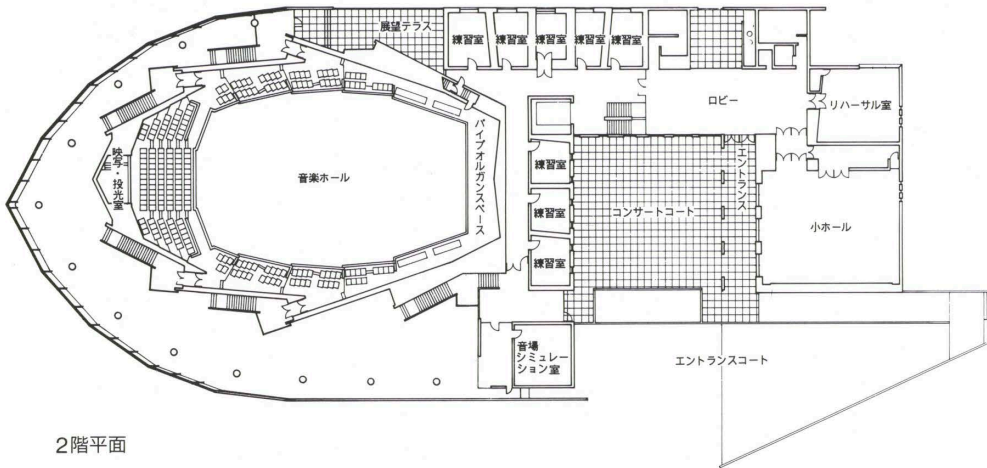 展望テラス
練習室
練習室
練習室
練習室
練習室
ロビー
リハーサル室
映写・投光室
音楽ホール
パイプオルガンスペース
練習室
練習室
練習室
コンサートコート
エントランス
小ホール
音場
シミュレー
ション室
エントランスコート
2階平面